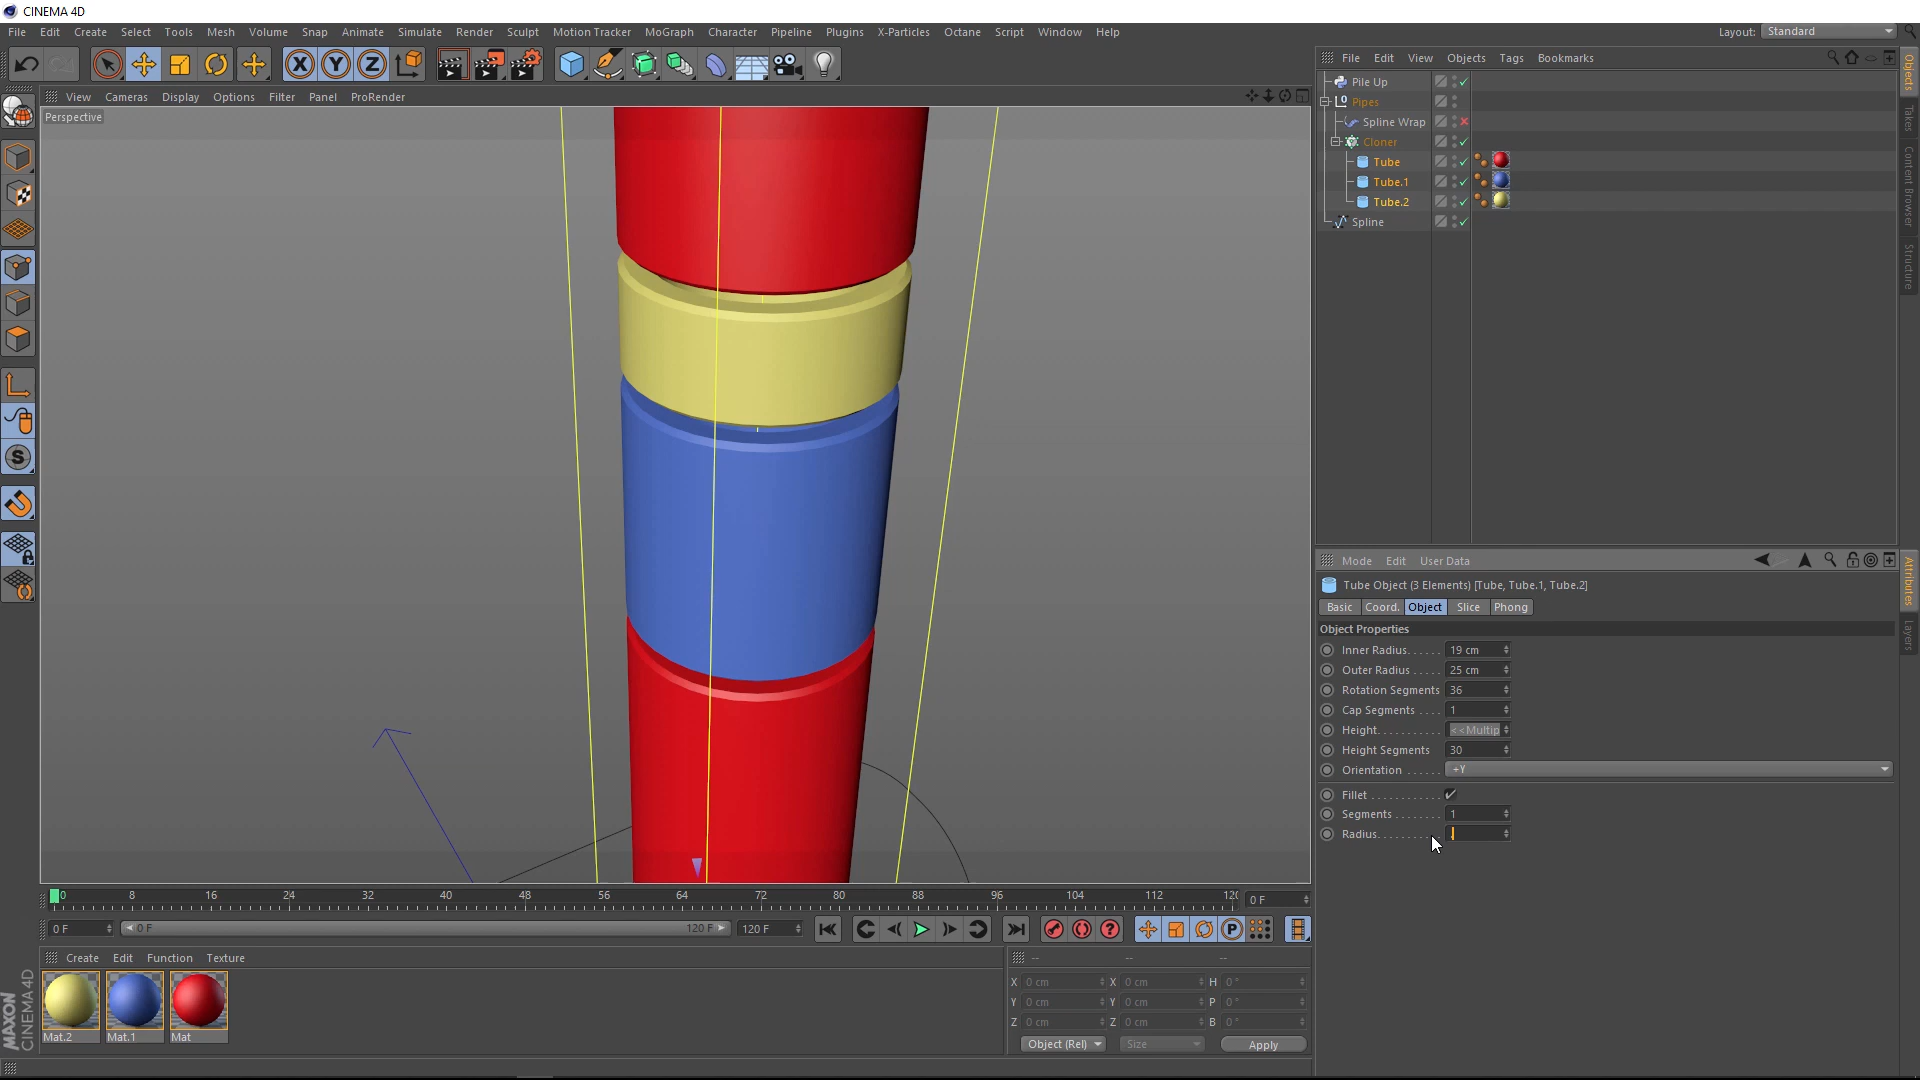 CINEMA 4D
File Edit Create Select Tools Mesh Volume Snap Animate Simulate Render Sculpt Motion Tracker MoGraph Character Pipeline Plugins X-Particles Octane Script Window Help
Layout: Standard
File Edit View Objects Tags Bookmarks
Pile Up
Pipes
Spline Wrap
Cloner
Tube
Tube.1
Tube.2
Spline
Objects
Takes
Content Browser
Structure
View Cameras Display Options Filter Panel ProRender
Perspective
X Y Z
Mode Edit User Data
Tube Object (3 Elements) [Tube, Tube.1, Tube.2]
Basic Coord. Object Slice Phong
Object Properties
Inner Radius. . . . . . 19 cm
Outer Radius . . . . . 25 cm
Rotation Segments 36
Cap Segments . . . . 1
Height. . . . . . . . . . . <<Multip
Height Segments 30
Orientation . . . . . . +Y
Fillet . . . . . . . . . . . .
Segments . . . . . . . . 1
Radius. . . . . . . . . . .
Attributes
Layers
0 8 16 24 32 40 48 56 64 72 80 88 96 104 112 120
0 F
0 F 0 F 120 F 120 F
Create Edit Function Texture
Mat.2 Mat.1 Mat
-- -- --
X 0 cm X 0 cm H 0 °
Y 0 cm Y 0 cm P 0 °
Z 0 cm Z 0 cm B 0 °
Object (Rel) Size Apply
MAXON
CINEMA 4D